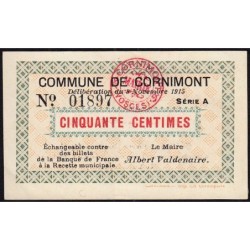 COMMUNE DE CORNIMONT
Délibération du 8 Novembre 1915
No 01897
SÉRIE A
CINQUANTE CENTIMES
Échangeable contre
des billets
de la Banque de France
à la Recette municipale.
Le Maire
Albert Valdenaire.